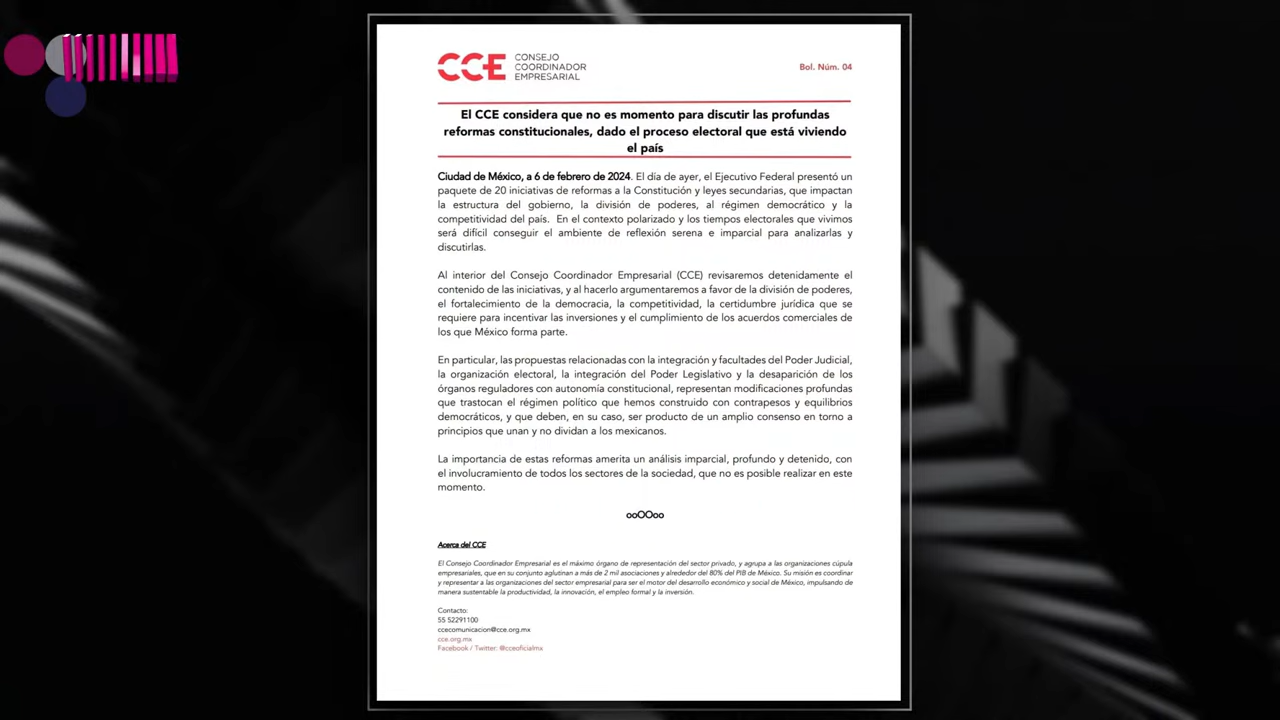 CCE CONSEJO
COORDINADOR
EMPRESARIAL
Bol. Núm. 04
El CCE considera que no es momento para discutir las profundas
reformas constitucionales, dado el proceso electoral que está viviendo
el país
Ciudad de México, a 6 de febrero de 2024. El día de ayer, el Ejecutivo Federal presentó un
paquete de 20 iniciativas de reformas a la Constitución y leyes secundarias, que impactan
la estructura del gobierno, la división de poderes, al régimen democrático y la
competitividad del país. En el contexto polarizado y los tiempos electorales que vivimos
será difícil conseguir el ambiente de reflexión serena e imparcial para analizarlas y
discutirlas.
Al interior del Consejo Coordinador Empresarial (CCE) revisaremos detenidamente el
contenido de las iniciativas, y al hacerlo argumentaremos a favor de la división de poderes,
el fortalecimiento de la democracia, la competitividad, la certidumbre jurídica que se
requiere para incentivar las inversiones y el cumplimiento de los acuerdos comerciales de
los que México forma parte.
En particular, las propuestas relacionadas con la integración y facultades del Poder Judicial,
la organización electoral, la integración del Poder Legislativo y la desaparición de los
órganos reguladores con autonomía constitucional, representan modificaciones profundas
que trastocan el régimen político que hemos construido con contrapesos y equilibrios
democráticos, y que deben, en su caso, ser producto de un amplio consenso en torno a
principios que unan y no dividan a los mexicanos.
La importancia de estas reformas amerita un análisis imparcial, profundo y detenido, con
el involucramiento de todos los sectores de la sociedad, que no es posible realizar en este
momento.
ooOOoo
Acerca del CCE
El Consejo Coordinador Empresarial es el máximo órgano de representación del sector privado, y agrupa a las organizaciones cúpula
empresariales, que en su conjunto aglutinan a más de 2 mil asociaciones y alrededor del 80% del PIB de México. Su misión es coordinar
y representar a las organizaciones del sector empresarial para ser el motor del desarrollo económico y social de México, impulsando de
manera sustentable la productividad, la innovación, el empleo formal y la inversión.
Contacto:
55 52291100
ccecomunicacion@cce.org.mx
cce.org.mx
Facebook / Twitter: @cceoficialmx